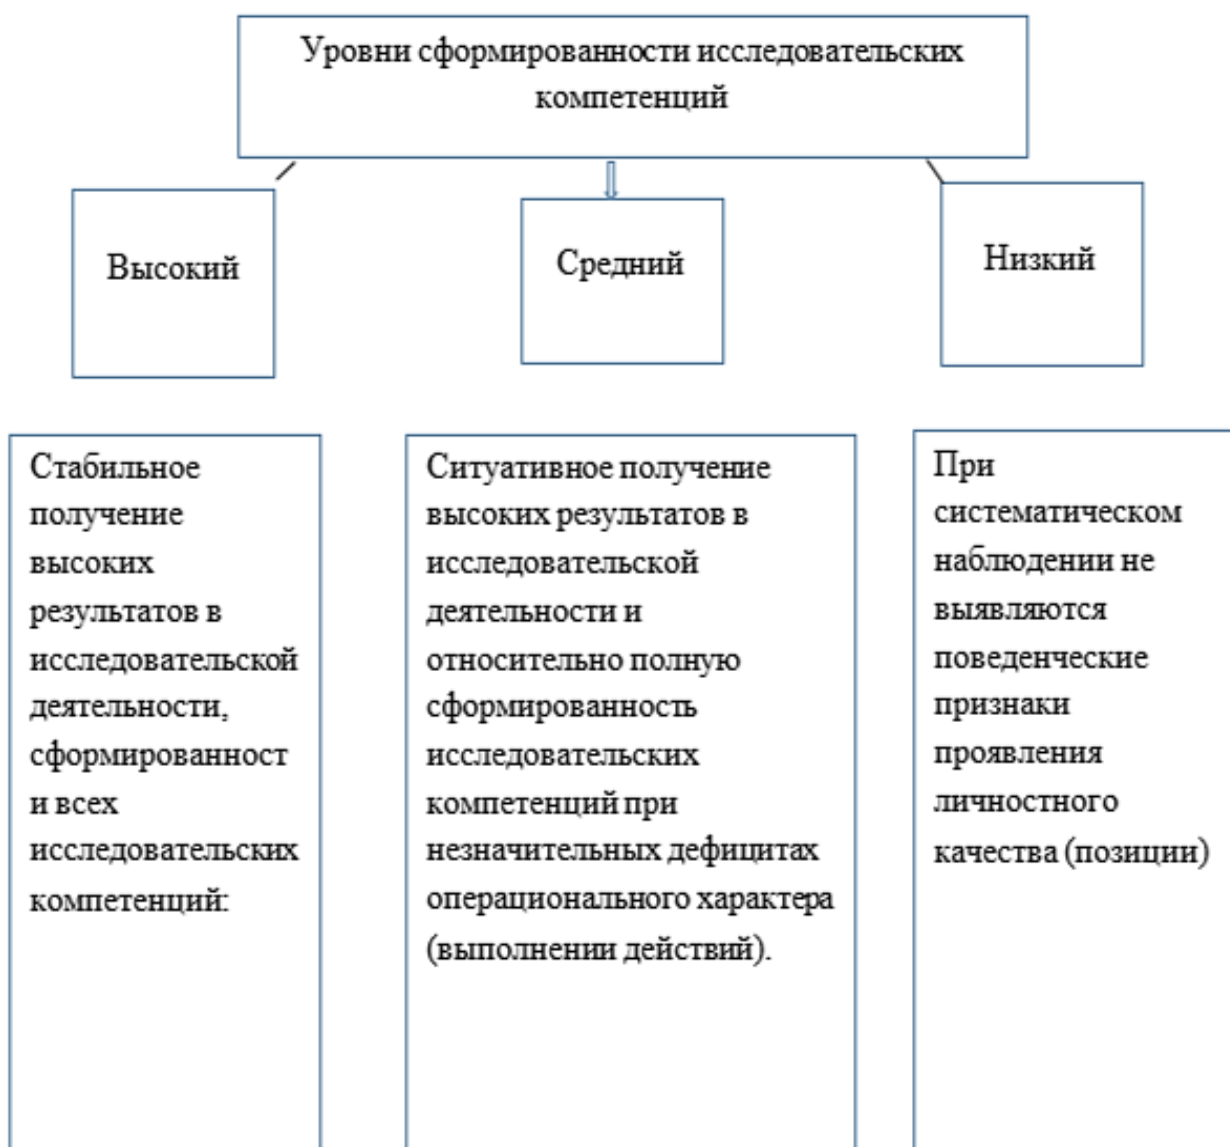 Уровни сформированности исследовательских
компетенций
Высокий
Средний
Низкий
Стабильное
получение
высоких
результатов в
исследовательской
деятельности,
сформированност
и всех
исследовательских
компетенций:
Ситуативное получение
высоких результатов в
исследовательской
деятельности и
относительно полную
сформированность
исследовательских
компетенций при
незначительных дефицитах
операционального характера
(выполнении действий).
При
систематическом
наблюдении не
выявляются
поведенческие
признаки
проявления
личностного
качества (позиции)